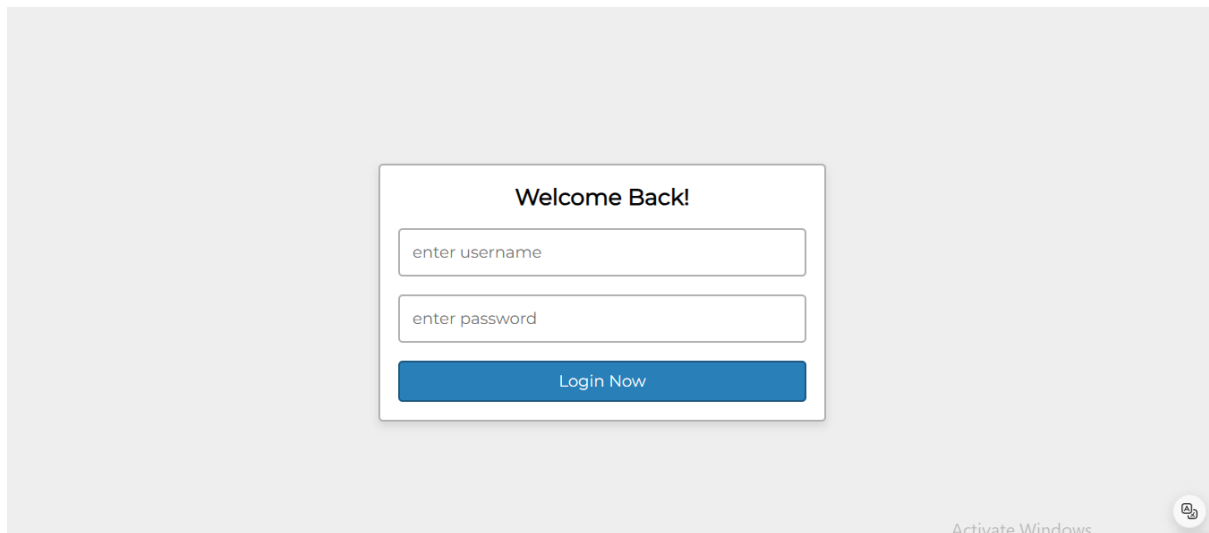 Welcome Back!
enter username
enter password
Login Now
Activate Windows